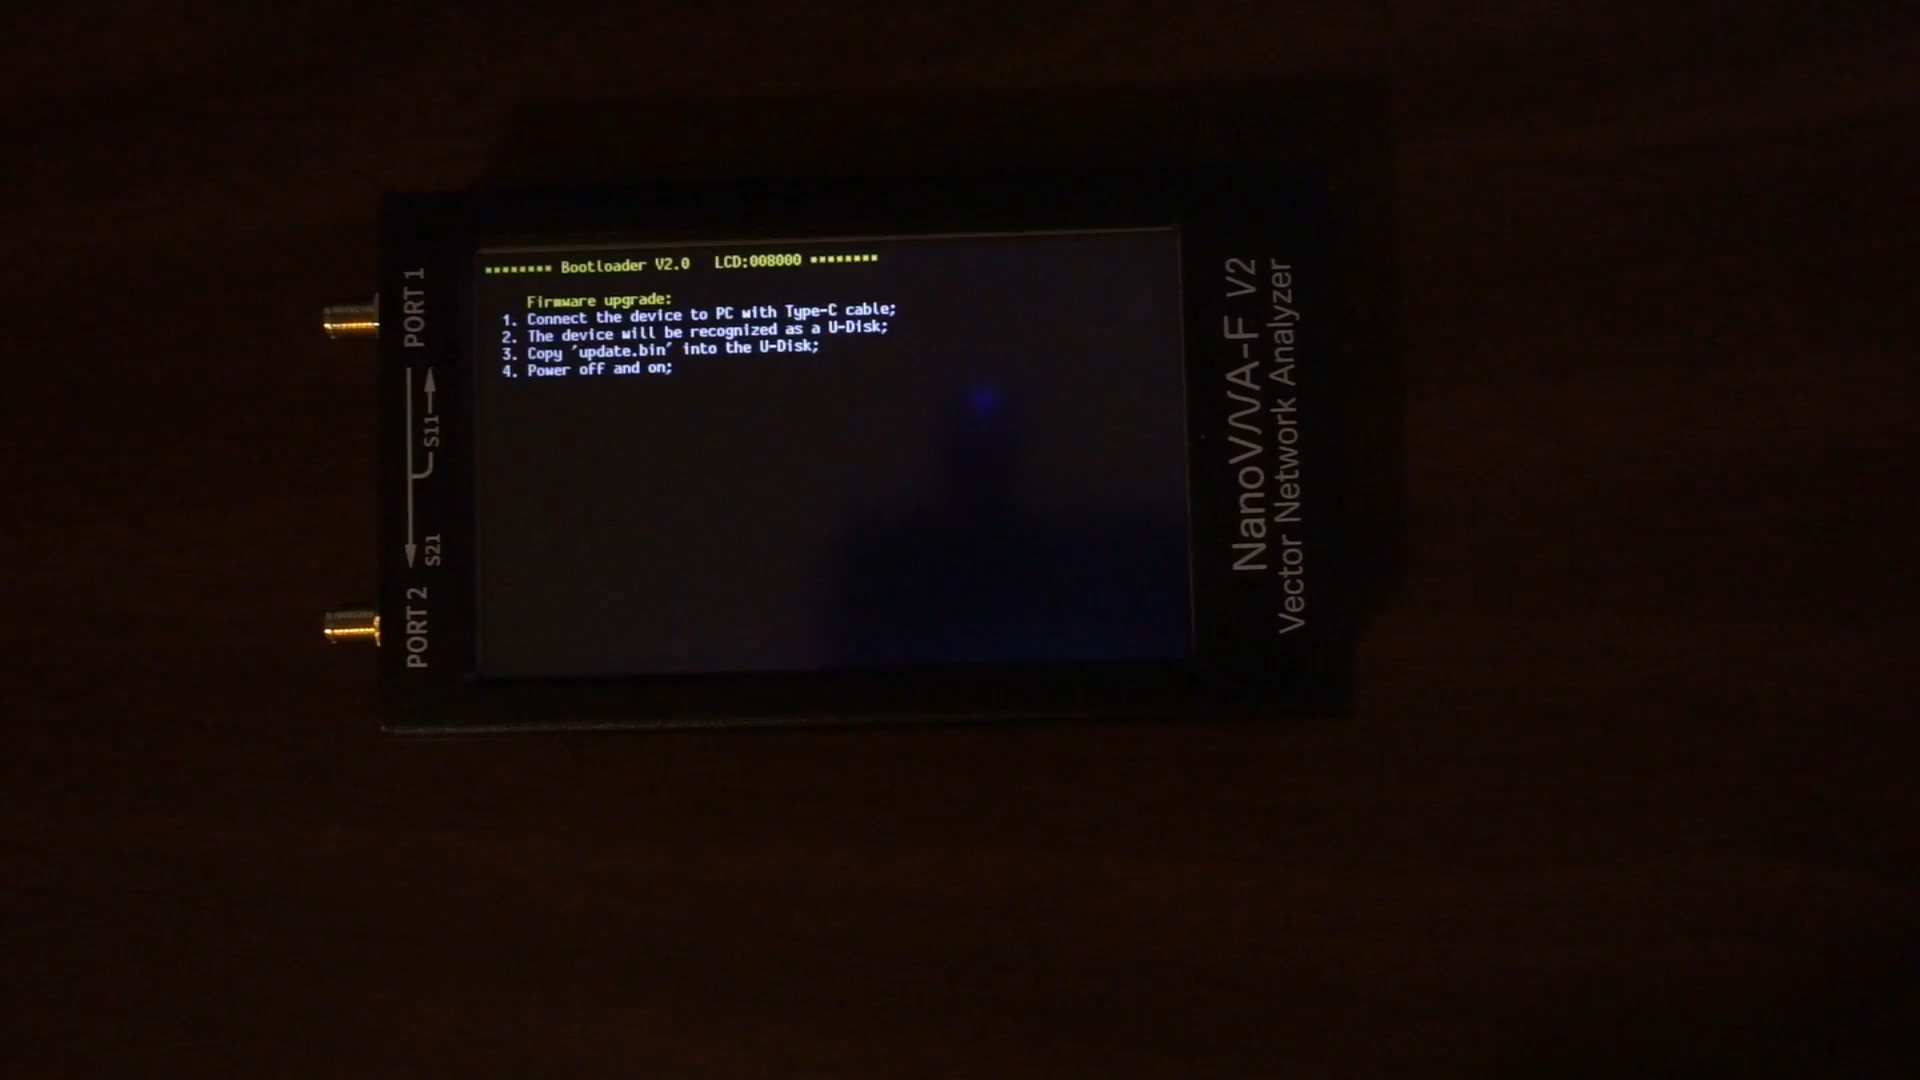 ******** Bootloader V2.0 LCD:008000 ********
Firmware upgrade:
1. Connect the device to PC with Type-C cable;
2. The device will be recognized as a U-Disk;
3. Copy 'update.bin' into the U-Disk;
4. Power off and on;
PORT 1
S11
S21
PORT 2
NanoVNA-F V2
Vector Network Analyzer